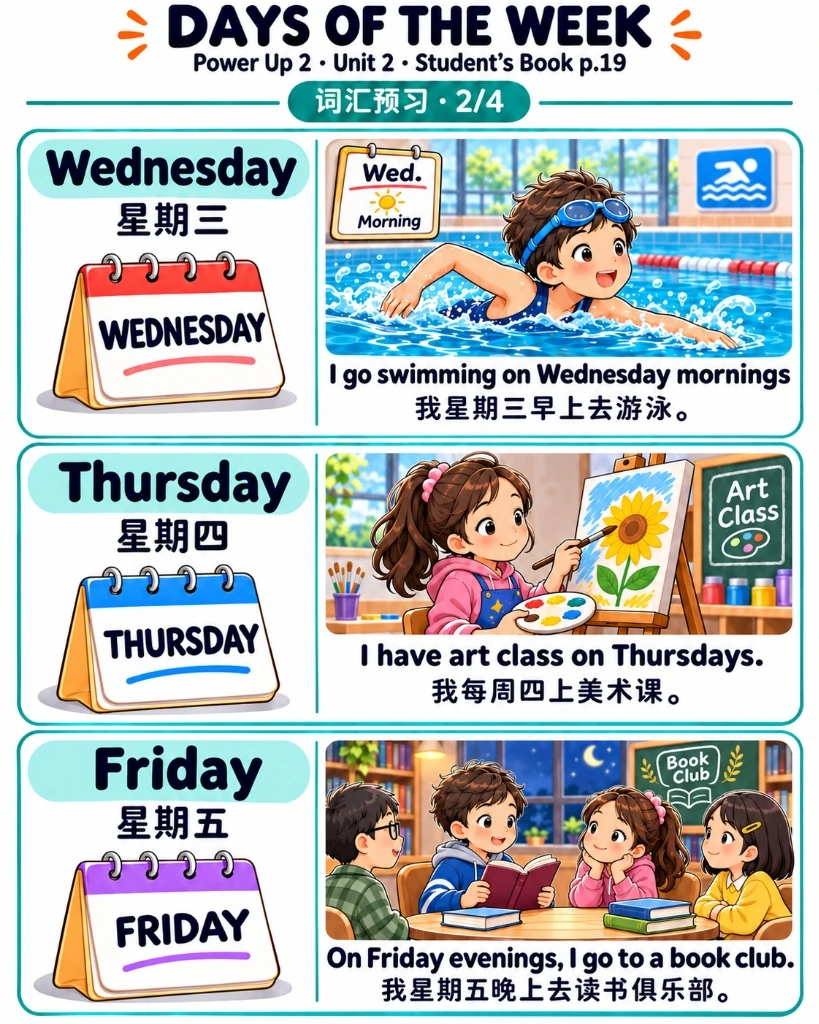 DAYS OF THE WEEK
Power Up 2 · Unit 2 · Student's Book p.19
词汇预习 · 2/4
Wednesday
星期三
WEDNESDAY
Wed.
Morning
I go swimming on Wednesday mornings
我星期三早上去游泳。
Thursday
星期四
THURSDAY
Art
Class
I have art class on Thursdays.
我每周四上美术课。
Friday
星期五
FRIDAY
Book
Club
On Friday evenings, I go to a book club.
我星期五晚上去读书俱乐部。